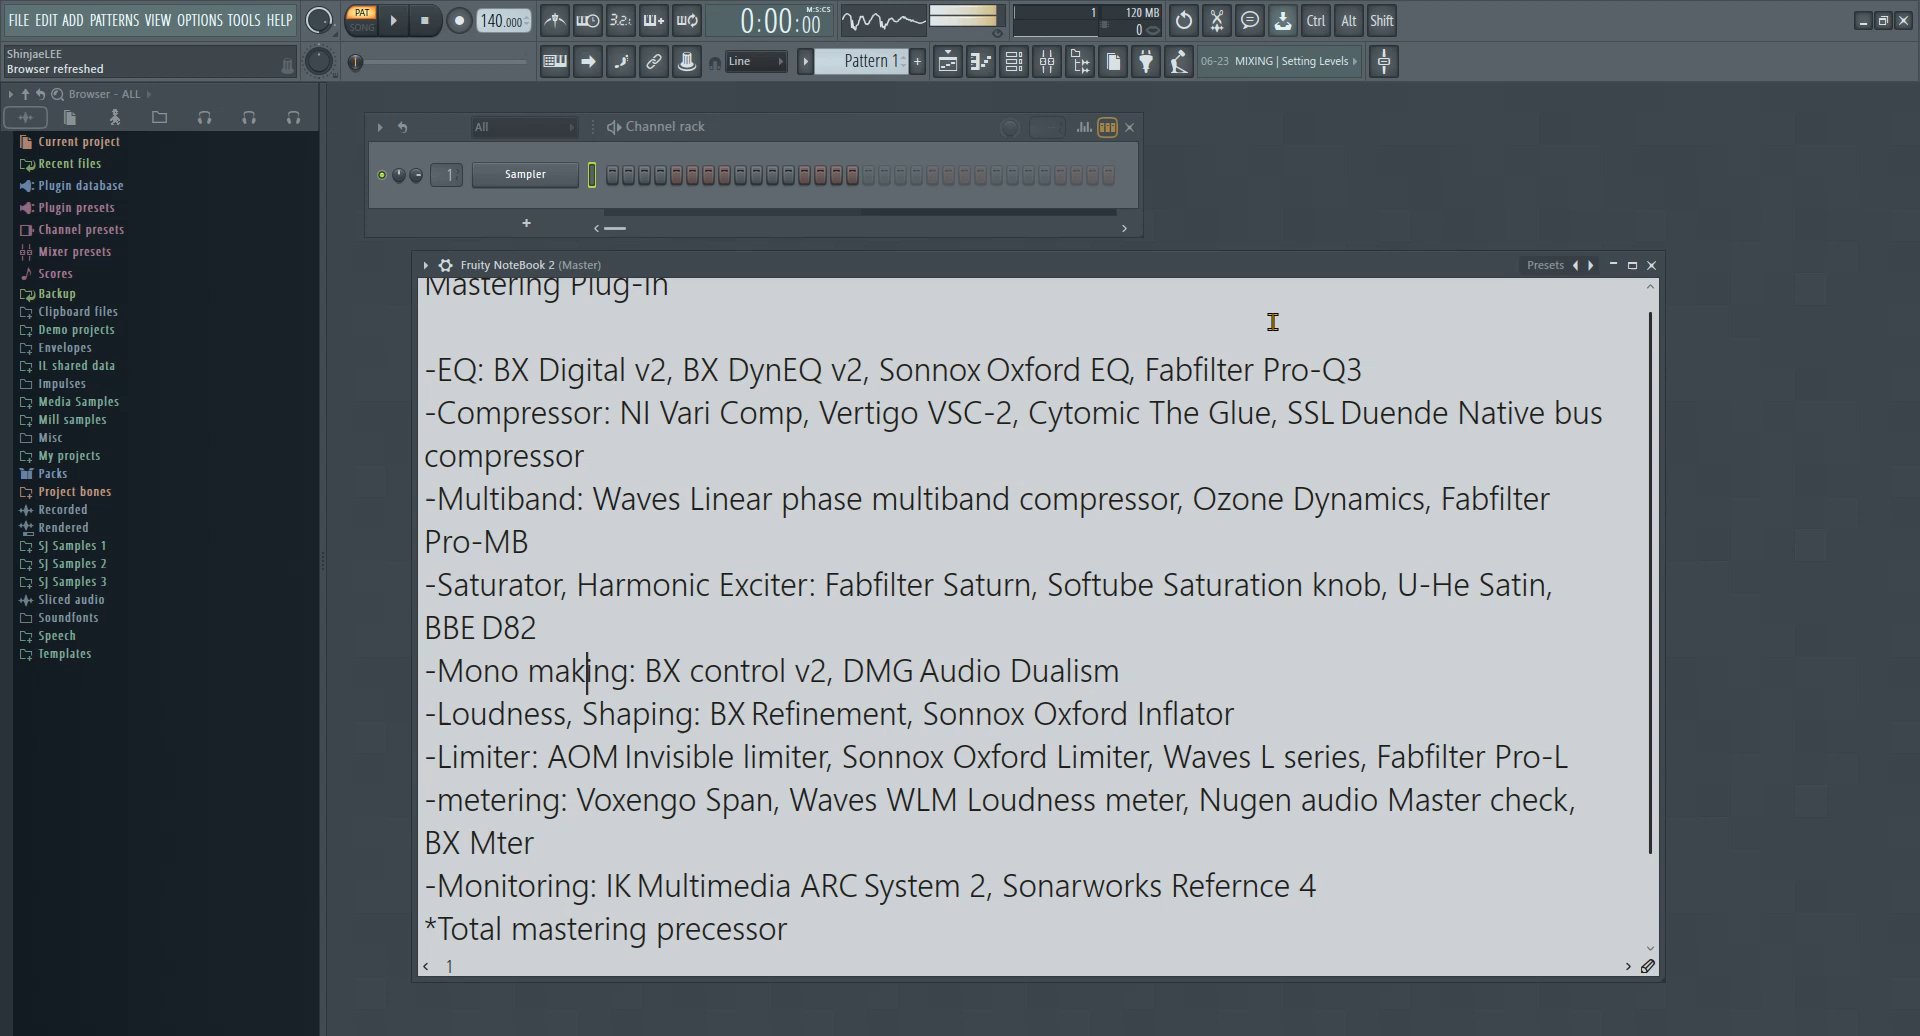 FILE EDIT ADD PATTERNS VIEW OPTIONS TOOLS HELP
PAT
SONG
140.000
3.2.
M:S:CS
0:00:00
1
120 MB
0
Ctrl
Alt
Shift
ShinjaeLEE
Browser refreshed
Line
Pattern 1
+
06-23 MIXING | Setting Levels
Browser - ALL
Current project
Recent files
Plugin database
Plugin presets
Channel presets
Mixer presets
Scores
Backup
Clipboard files
Demo projects
Envelopes
IL shared data
Impulses
Media Samples
Mill samples
Misc
My projects
Packs
Project bones
Recorded
Rendered
SJ Samples 1
SJ Samples 2
SJ Samples 3
Sliced audio
Soundfonts
Speech
Templates
All
Channel rack
1
Sampler
+
Fruity NoteBook 2 (Master)
Presets
Mastering Plug-in
-EQ: BX Digital v2, BX DynEQ v2, Sonnox Oxford EQ, Fabfilter Pro-Q3
-Compressor: NI Vari Comp, Vertigo VSC-2, Cytomic The Glue, SSL Duende Native bus
compressor
-Multiband: Waves Linear phase multiband compressor, Ozone Dynamics, Fabfilter
Pro-MB
-Saturator, Harmonic Exciter: Fabfilter Saturn, Softube Saturation knob, U-He Satin,
BBE D82
-Mono making: BX control v2, DMG Audio Dualism
-Loudness, Shaping: BX Refinement, Sonnox Oxford Inflator
-Limiter: AOM Invisible limiter, Sonnox Oxford Limiter, Waves L series, Fabfilter Pro-L
-metering: Voxengo Span, Waves WLM Loudness meter, Nugen audio Master check,
BX Mter
-Monitoring: IK Multimedia ARC System 2, Sonarworks Refernce 4
*Total mastering precessor
1